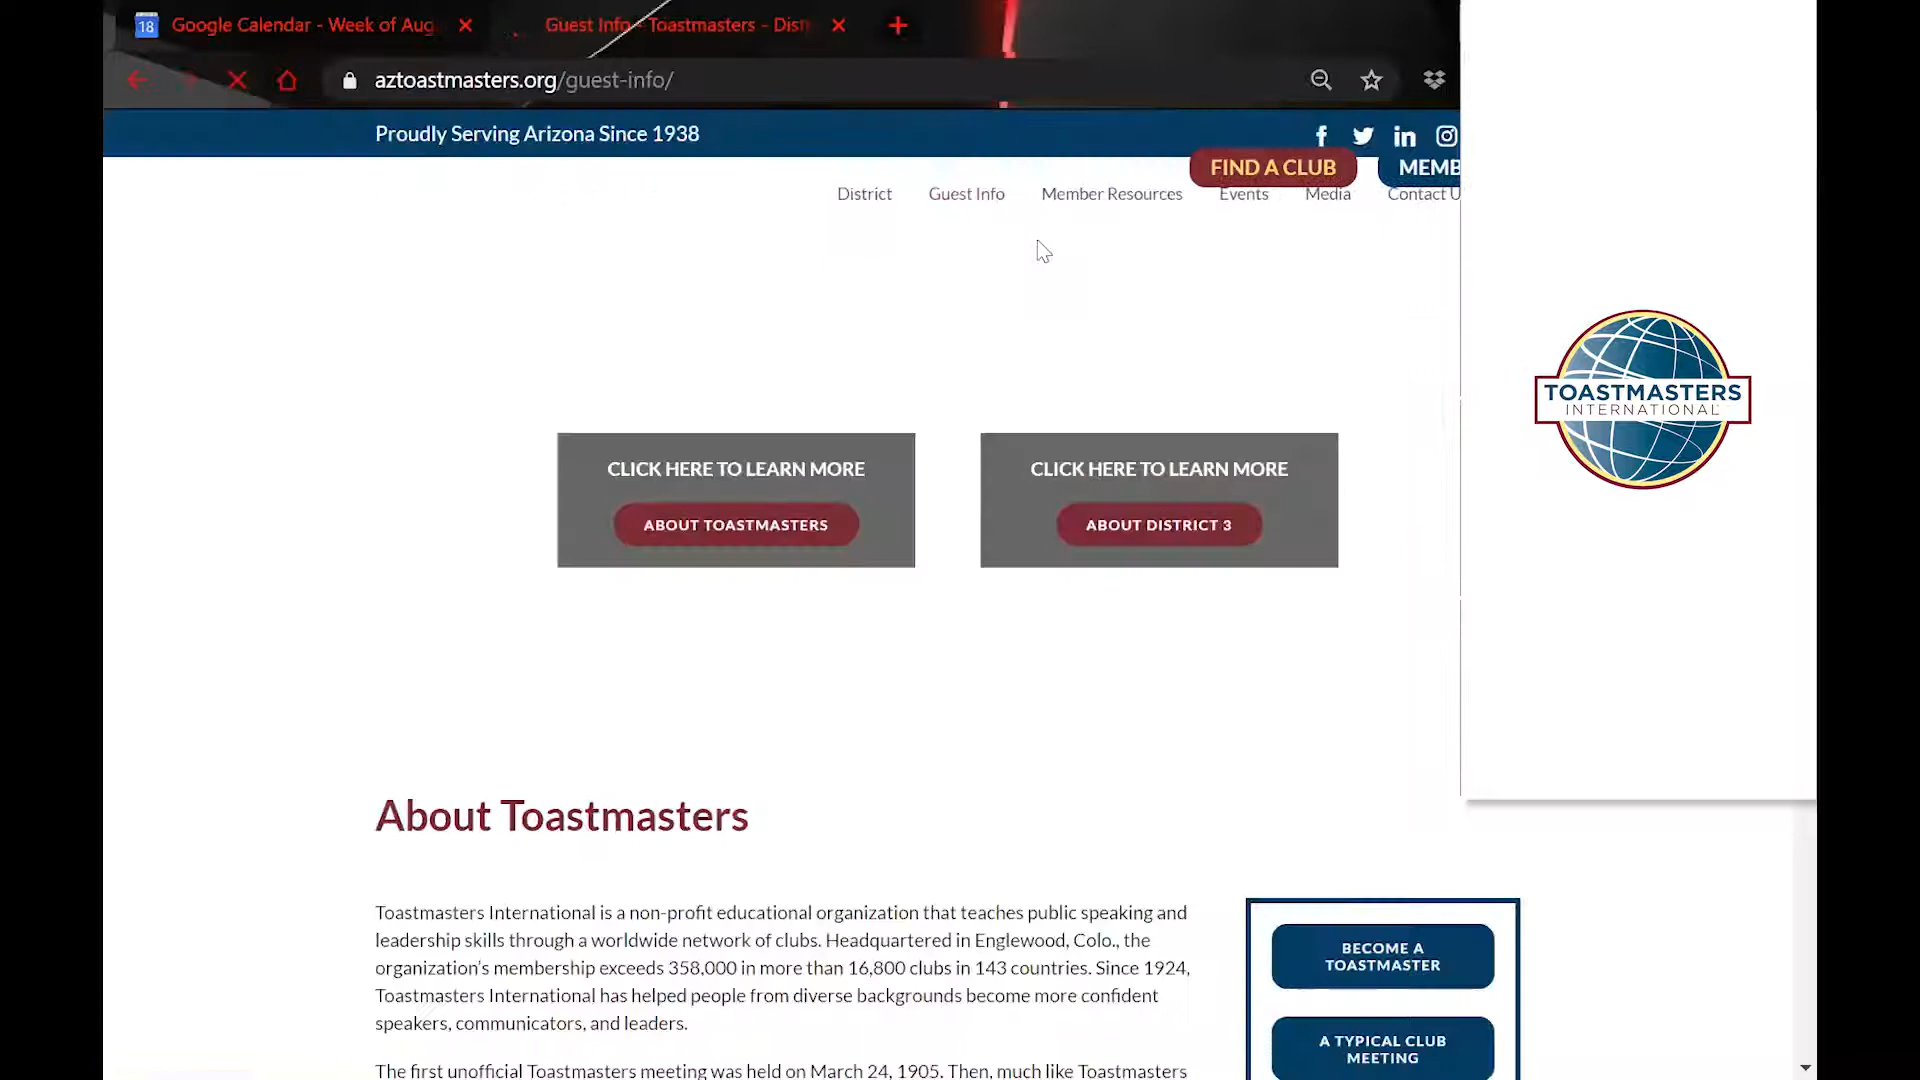 18 Google Calendar - Week of Aug
Guest Info - Toastmasters - Dist
aztoastmasters.org/guest-info/
Proudly Serving Arizona Since 1938
FIND A CLUB
MEMB
District
Guest Info
Member Resources
Events
Media
Contact U
TOASTMASTERS
INTERNATIONAL
CLICK HERE TO LEARN MORE
ABOUT TOASTMASTERS
CLICK HERE TO LEARN MORE
ABOUT DISTRICT 3
About Toastmasters
Toastmasters International is a non-profit educational organization that teaches public speaking and
leadership skills through a worldwide network of clubs. Headquartered in Englewood, Colo., the
organization’s membership exceeds 358,000 in more than 16,800 clubs in 143 countries. Since 1924,
Toastmasters International has helped people from diverse backgrounds become more confident
speakers, communicators, and leaders.
The first unofficial Toastmasters meeting was held on March 24, 1905. Then, much like Toastmasters
BECOME A
TOASTMASTER
A TYPICAL CLUB
MEETING